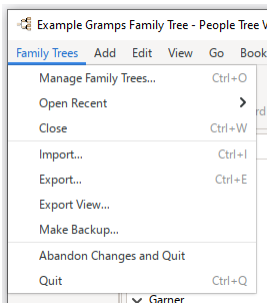 Example Gramps Family Tree - People Tree V
Family Trees Add Edit View Go Book
Manage Family Trees... Ctrl+O
Open Recent
Close Ctrl+W
Import... Ctrl+I
Export... Ctrl+E
Export View...
Make Backup...
Abandon Changes and Quit
Quit Ctrl+Q
Garner